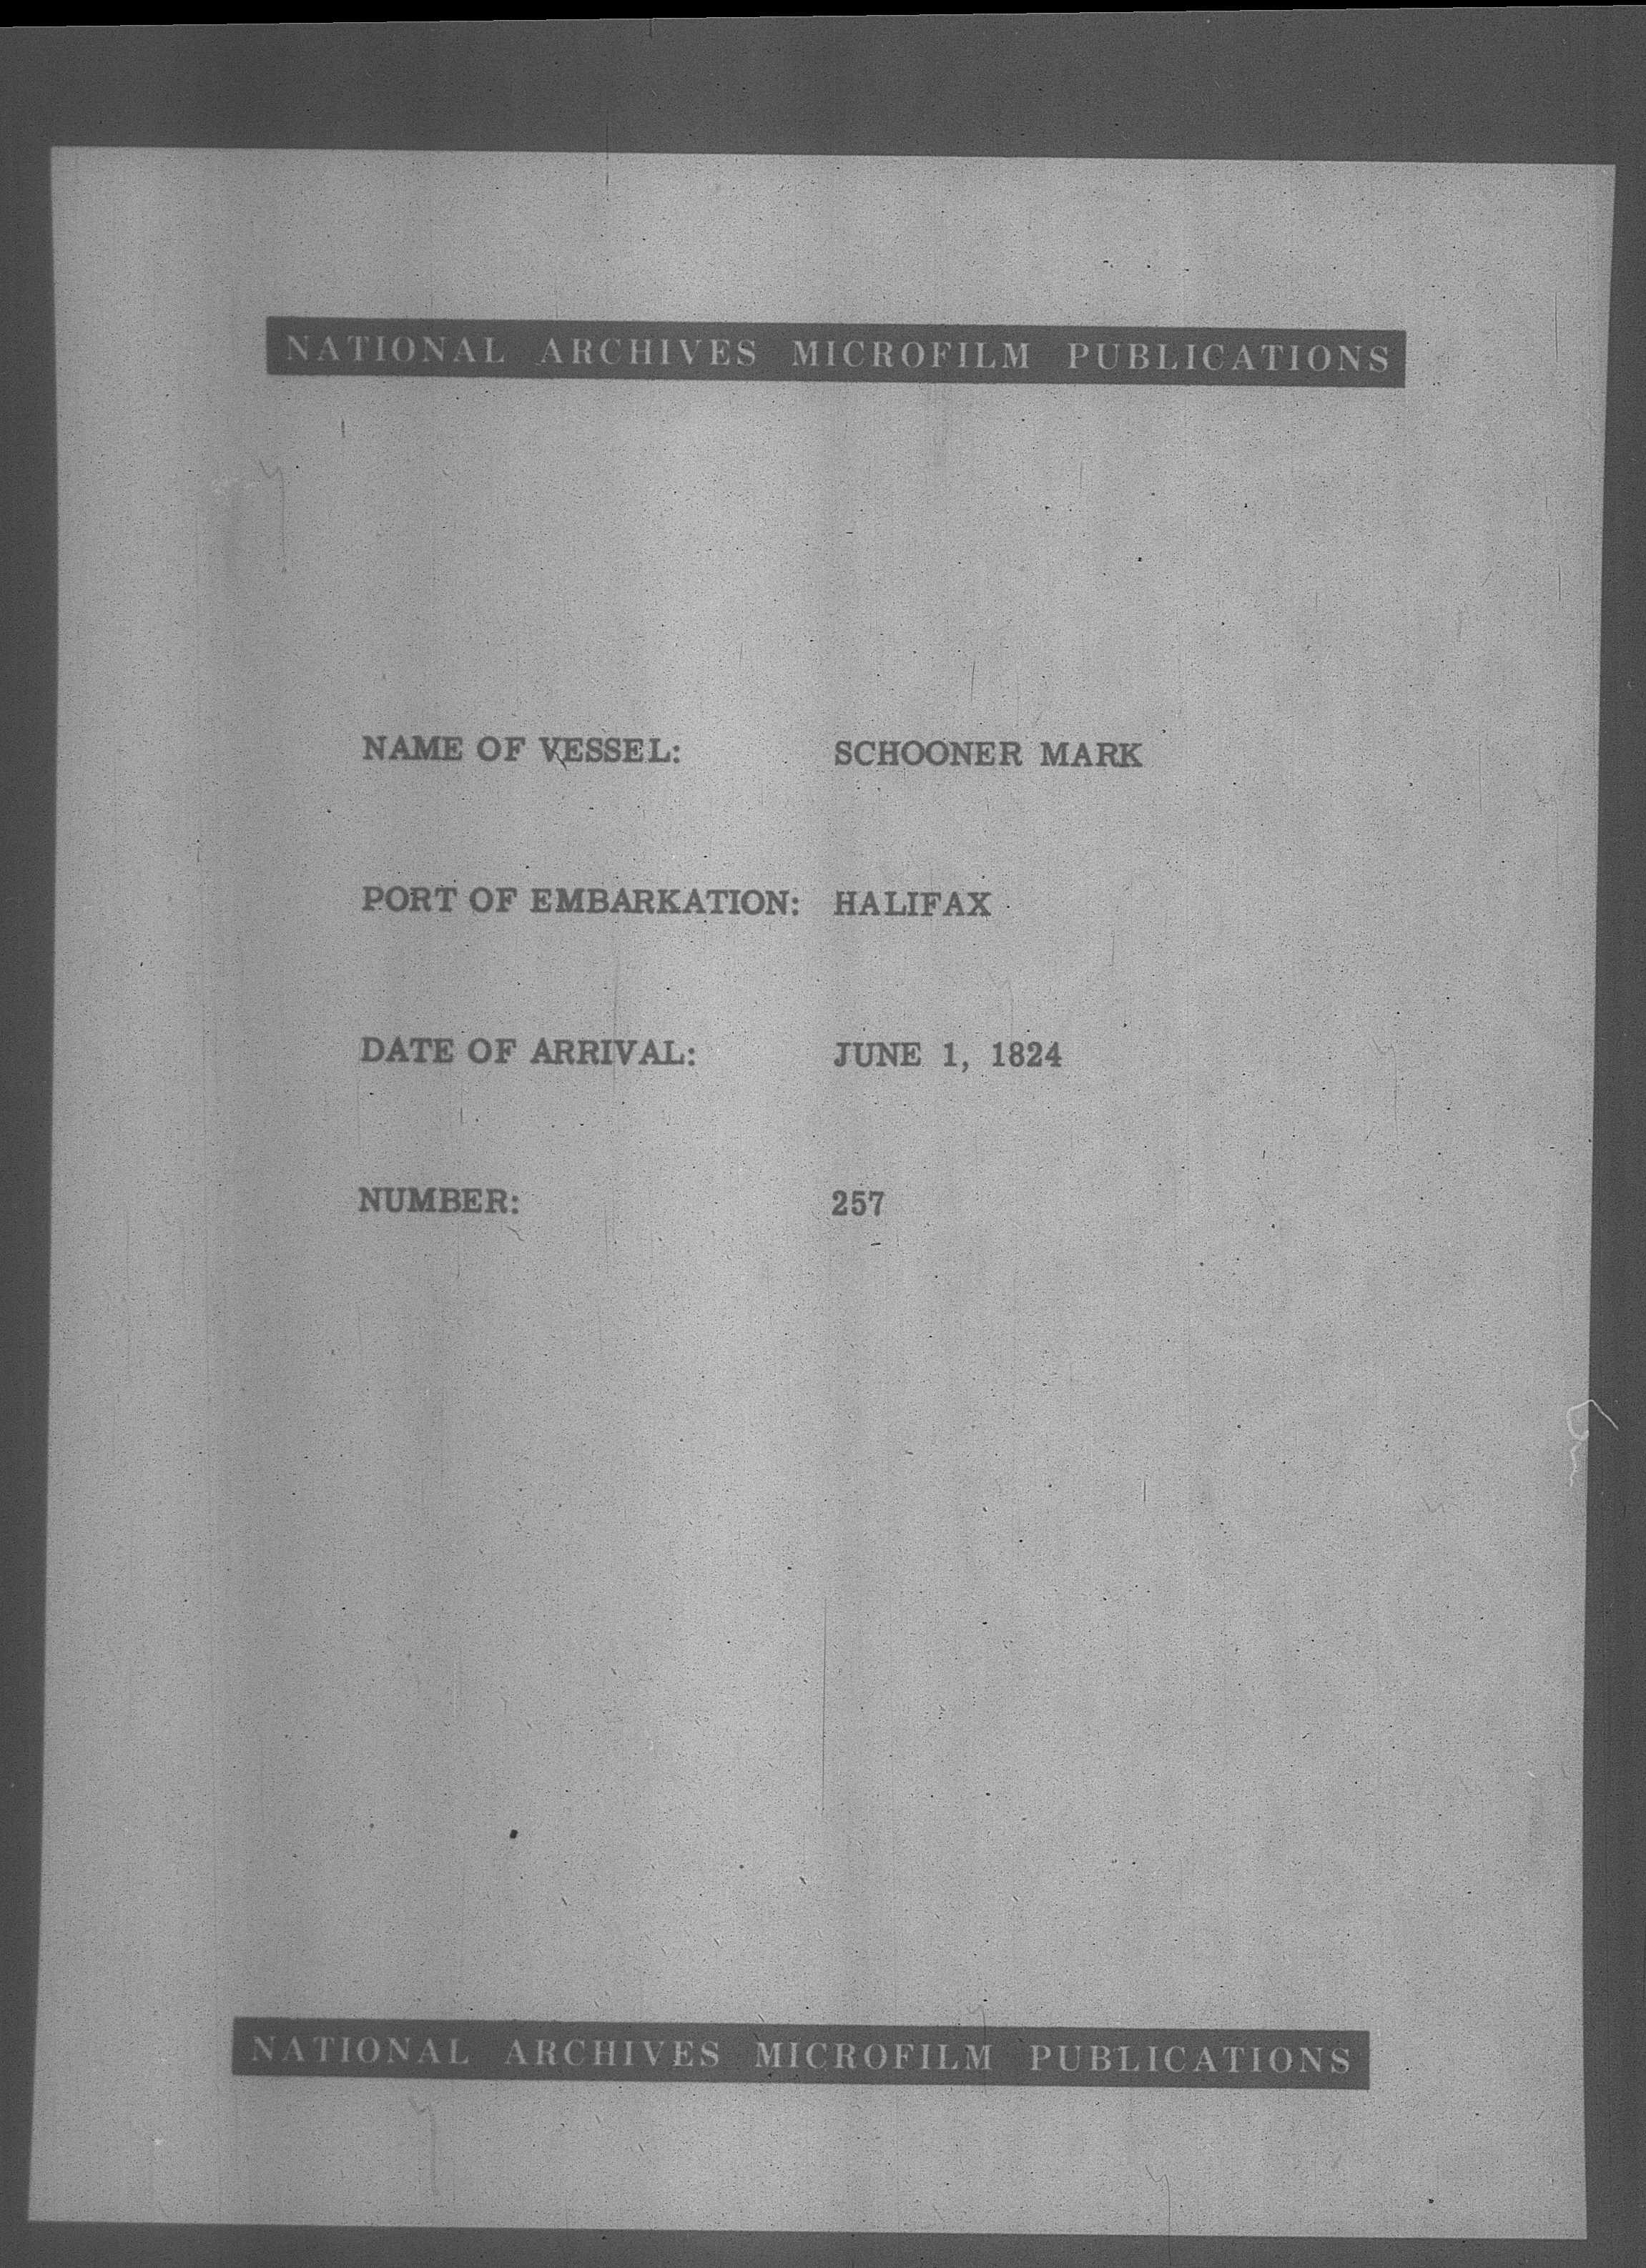 NATIONAL ARCHIVES MICROFILM PUBLICATIONS
NAME OF VESSEL: SCHOONER MARK
PORT OF EMBARKATION: HALIFAX
DATE OF ARRIVAL: JUNE 1, 1824
NUMBER: 257
NATIONAL ARCHIVES MICROFILM PUBLICATIONS